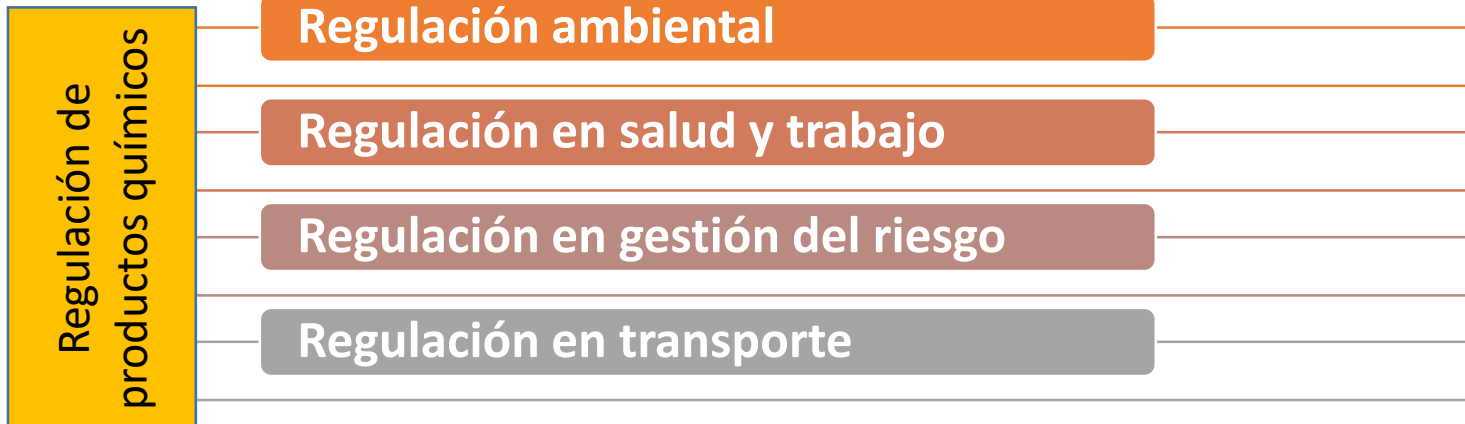 Regulación de
productos químicos
Regulación ambiental
Regulación en salud y trabajo
Regulación en gestión del riesgo
Regulación en transporte